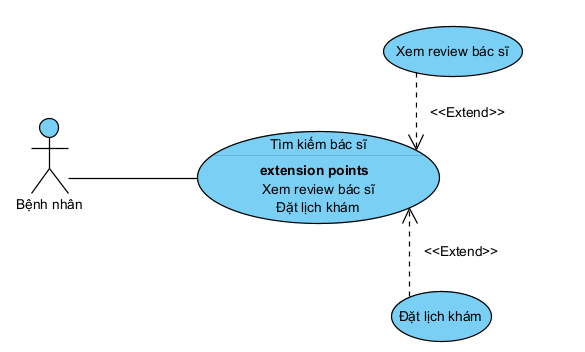 Xem review bác sĩ
<<Extend>>
Bệnh nhân
Tìm kiếm bác sĩ
extension points
Xem review bác sĩ
Đặt lịch khám
<<Extend>>
Đặt lịch khám